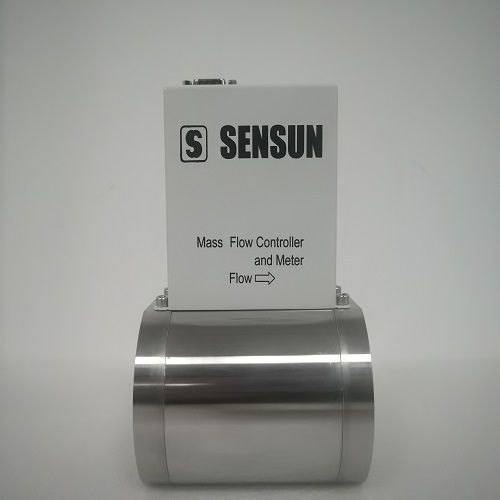 S SENSUN
Mass Flow Controller
and Meter
Flow